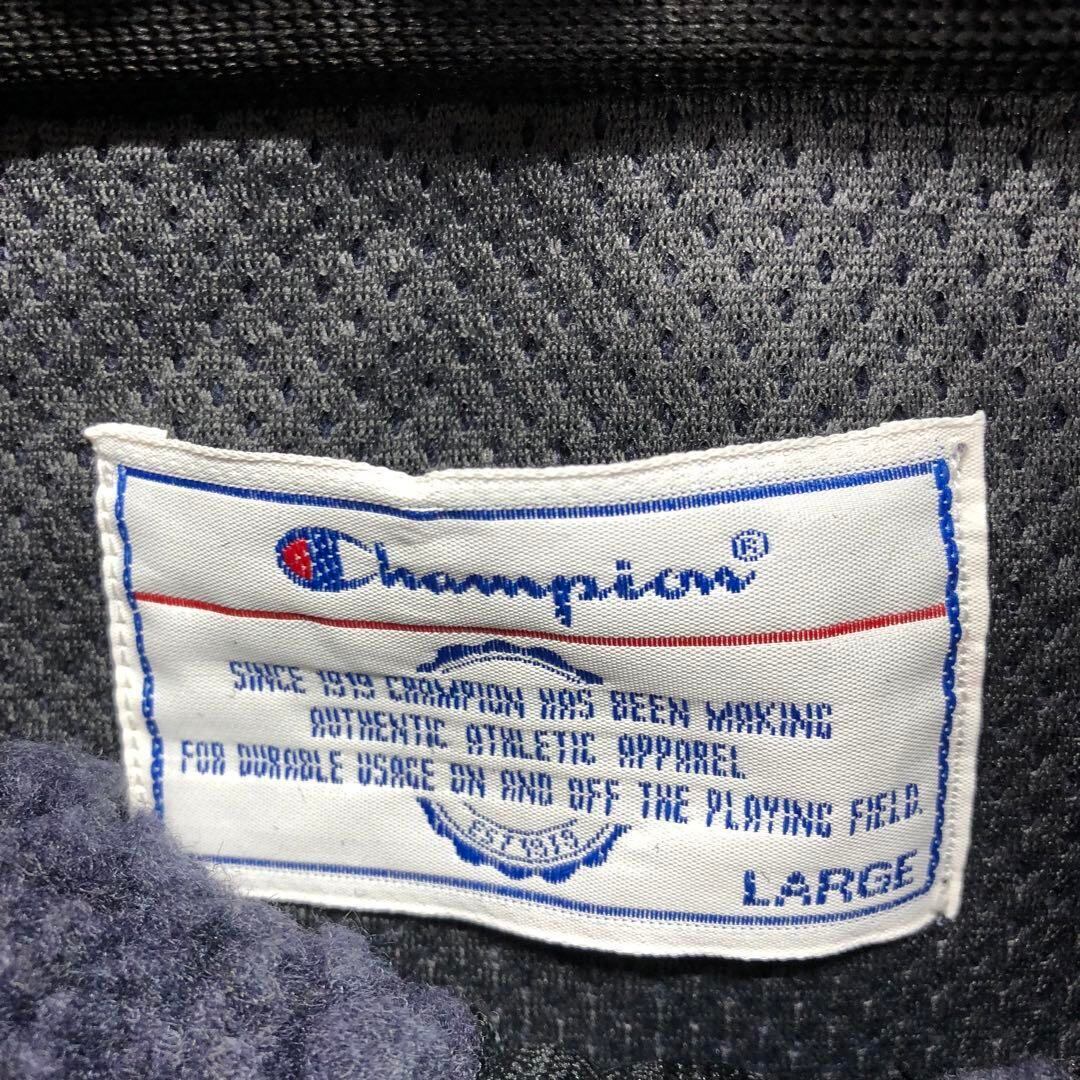 Champion®
SINCE 1919 CHAMPION HAS BEEN MAKING
AUTHENTIC ATHLETIC APPAREL
FOR DURABLE USAGE ON AND OFF THE PLAYING FIELD.
EST 1919
LARGE